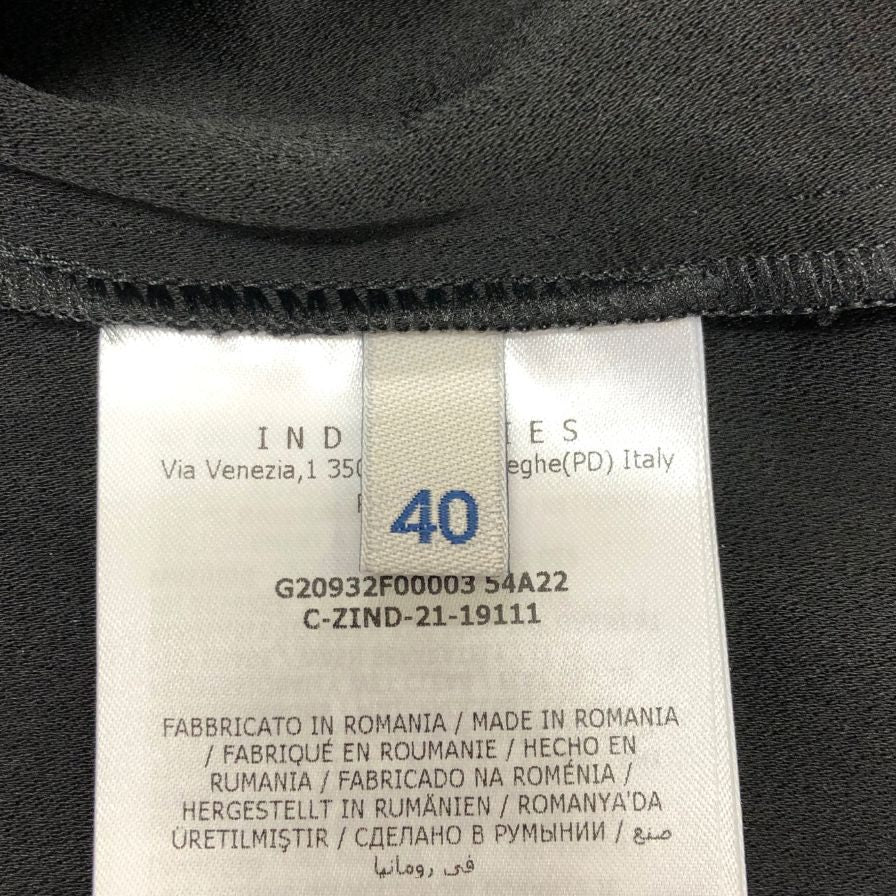 I N D I E S
Via Venezia,1 350 eghe(PD) Italy
40
G20932F00003 54A22
C-ZIND-21-19111
FABBRICATO IN ROMANIA / MADE IN ROMANIA
/ FABRIQUÉ EN ROUMANIE / HECHO EN
RUMANIA / FABRICADO NA ROMÉNIA /
HERGESTELLT IN RUMÄNIEN / ROMANYA'DA
ÜRETILMIŞTIR / СДЕЛАНО В РУМЫНИИ / صنع
في رومانيا